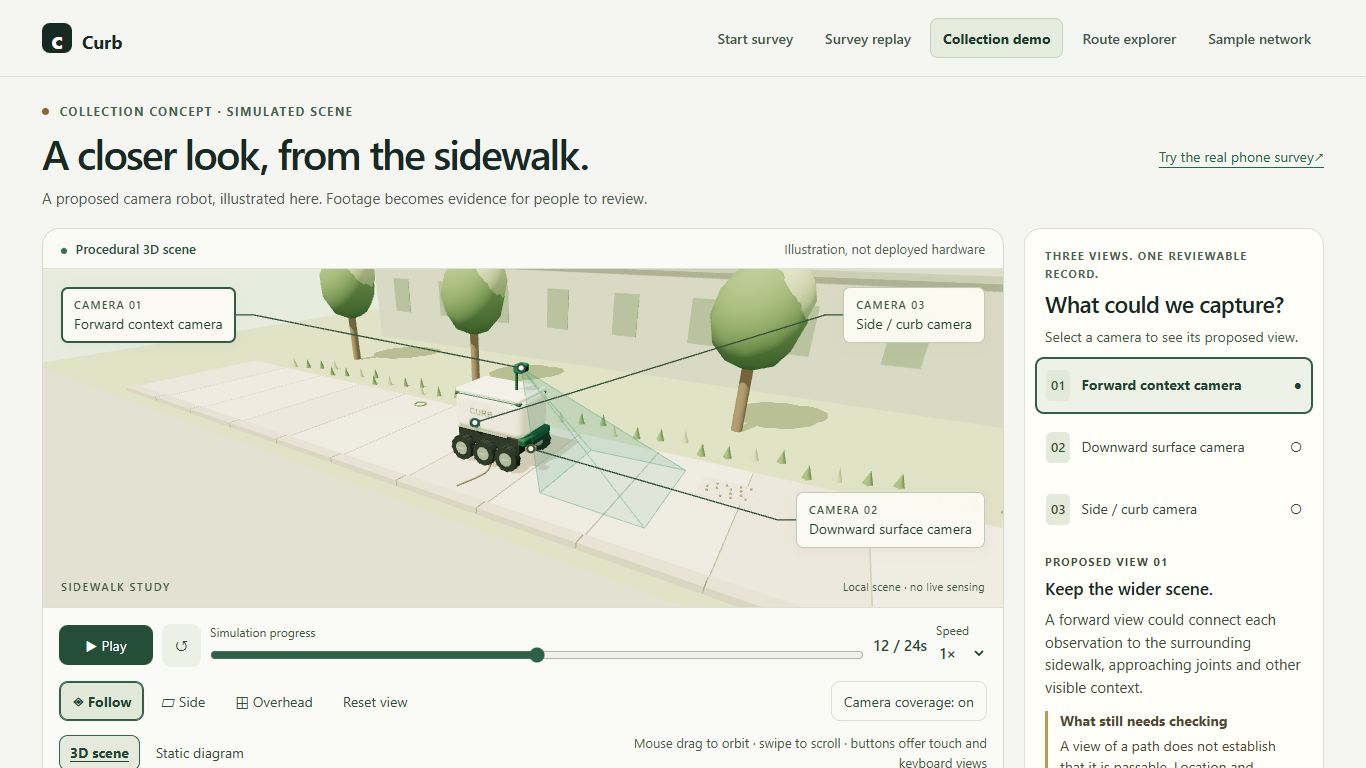 c Curb
Start survey
Survey replay
Collection demo
Route explorer
Sample network
COLLECTION CONCEPT · SIMULATED SCENE
A closer look, from the sidewalk.
Try the real phone survey↗
A proposed camera robot, illustrated here. Footage becomes evidence for people to review.
Procedural 3D scene
Illustration, not deployed hardware
CAMERA 01
Forward context camera
CAMERA 03
Side / curb camera
CURB
CAMERA 02
Downward surface camera
SIDEWALK STUDY
Local scene · no live sensing
▶ Play
↺
Simulation progress
12 / 24s
Speed
1×
◈ Follow
▱ Side
⊞ Overhead
Reset view
Camera coverage: on
3D scene
Static diagram
Mouse drag to orbit · swipe to scroll · buttons offer touch and
keyboard views
THREE VIEWS. ONE REVIEWABLE
RECORD.
What could we capture?
Select a camera to see its proposed view.
01 Forward context camera
02 Downward surface camera
03 Side / curb camera
PROPOSED VIEW 01
Keep the wider scene.
A forward view could connect each
observation to the surrounding
sidewalk, approaching joints and other
visible context.
What still needs checking
A view of a path does not establish
that it is passable. Location and